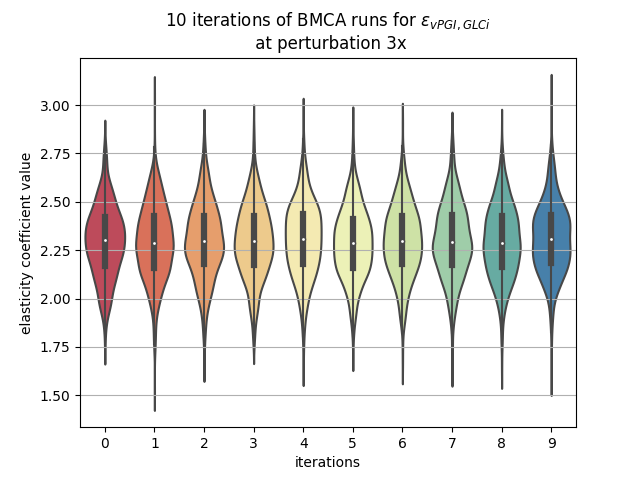 10 iterations of BMCA runs for ε_{vPGI, GLCi}
at perturbation 3x
elasticity coefficient value
3.00
2.75
2.50
2.25
2.00
1.75
1.50
0 1 2 3 4 5 6 7 8 9
iterations